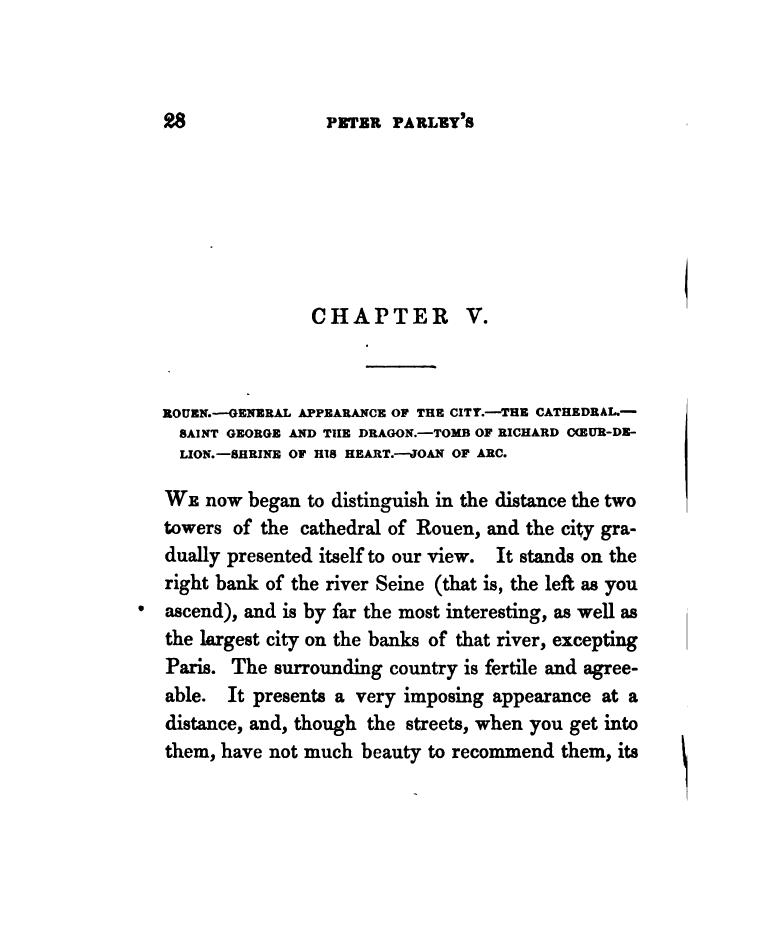 28 PETER PARLEY'S
CHAPTER V.
ROUEN.—GENERAL APPEARANCE OF THE CITY.—THE CATHEDRAL.—
SAINT GEORGE AND THE DRAGON.—TOMB OF RICHARD CŒUR-DE-
LION.—SHRINE OF HIS HEART.—JOAN OF ARC.
WE now began to distinguish in the distance the two
towers of the cathedral of Rouen, and the city gra-
dually presented itself to our view. It stands on the
right bank of the river Seine (that is, the left as you
ascend), and is by far the most interesting, as well as
the largest city on the banks of that river, excepting
Paris. The surrounding country is fertile and agree-
able. It presents a very imposing appearance at a
distance, and, though the streets, when you get into
them, have not much beauty to recommend them, its